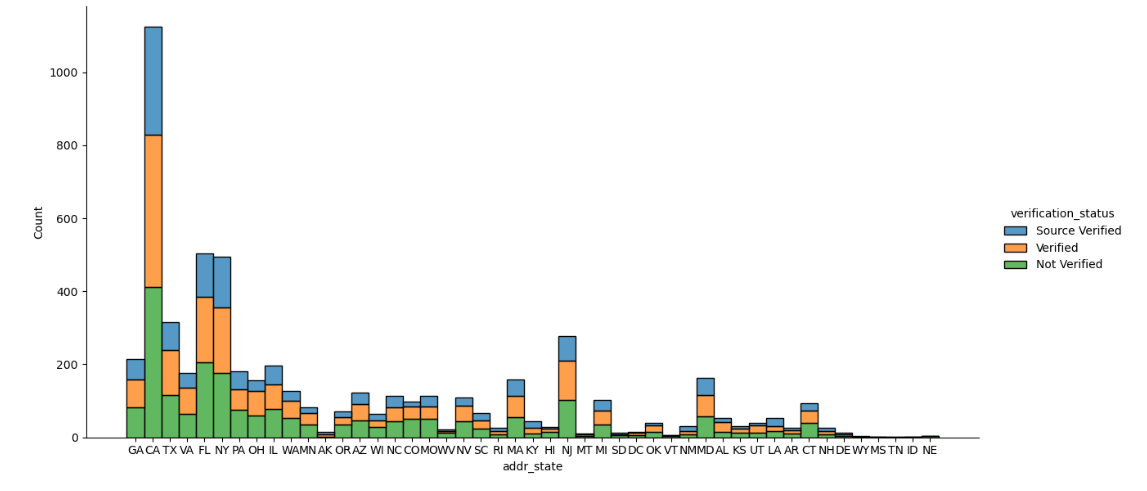 1000
800
600
400
200
0
Count
GA CA TX VA FL NY PA OH IL WA MN AK OR AZ WI NC CO MO WV NV SC RI MA KY HI NJ MT MI SD DC OK VT NM MD AL KS UT LA AR CT NH DE WY MS TN ID NE
addr_state
verification_status
Source Verified
Verified
Not Verified